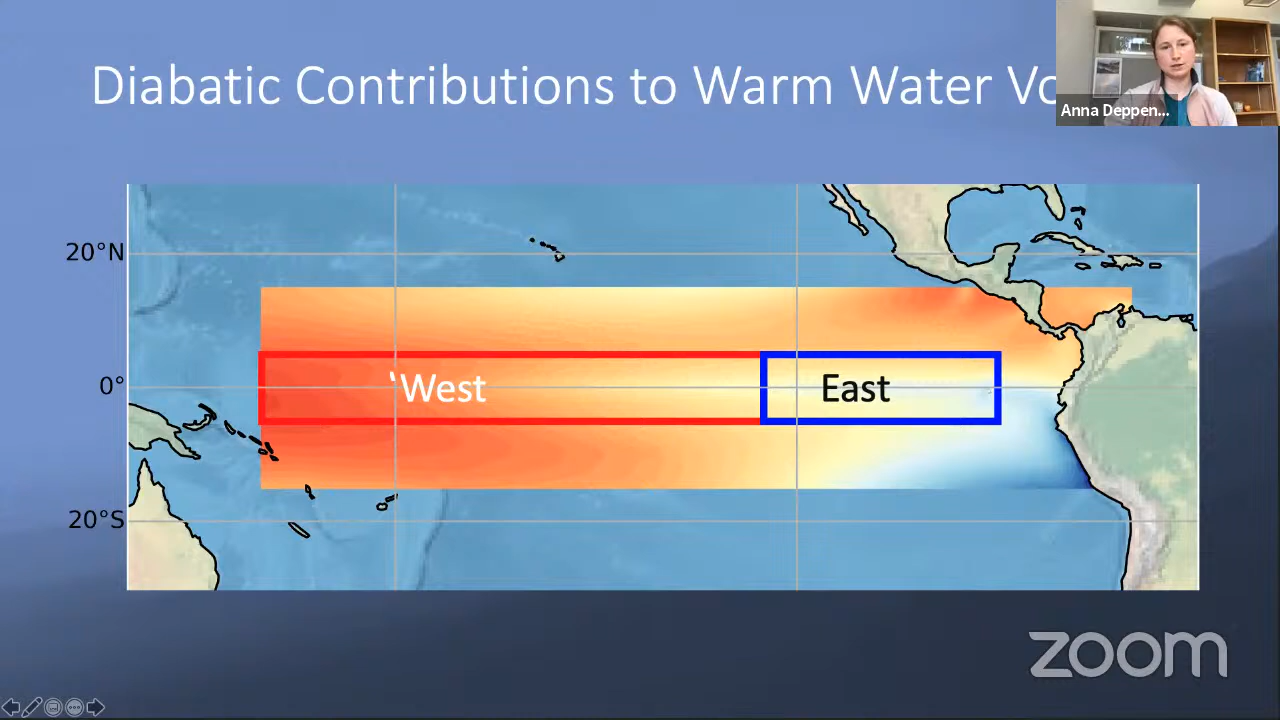 Diabatic Contributions to Warm Water Vo
Anna Deppen...
20°N
0°
West
East
20°S
zoom